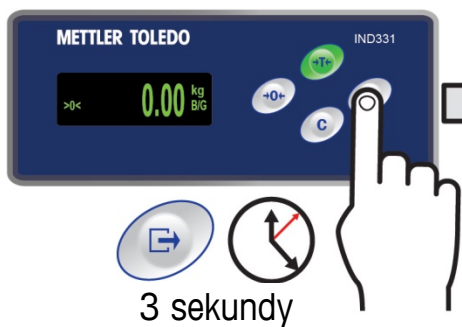 METTLER TOLEDO IND331
>0< 0.00 kg B/G
→T←
→0←
C
3 sekundy